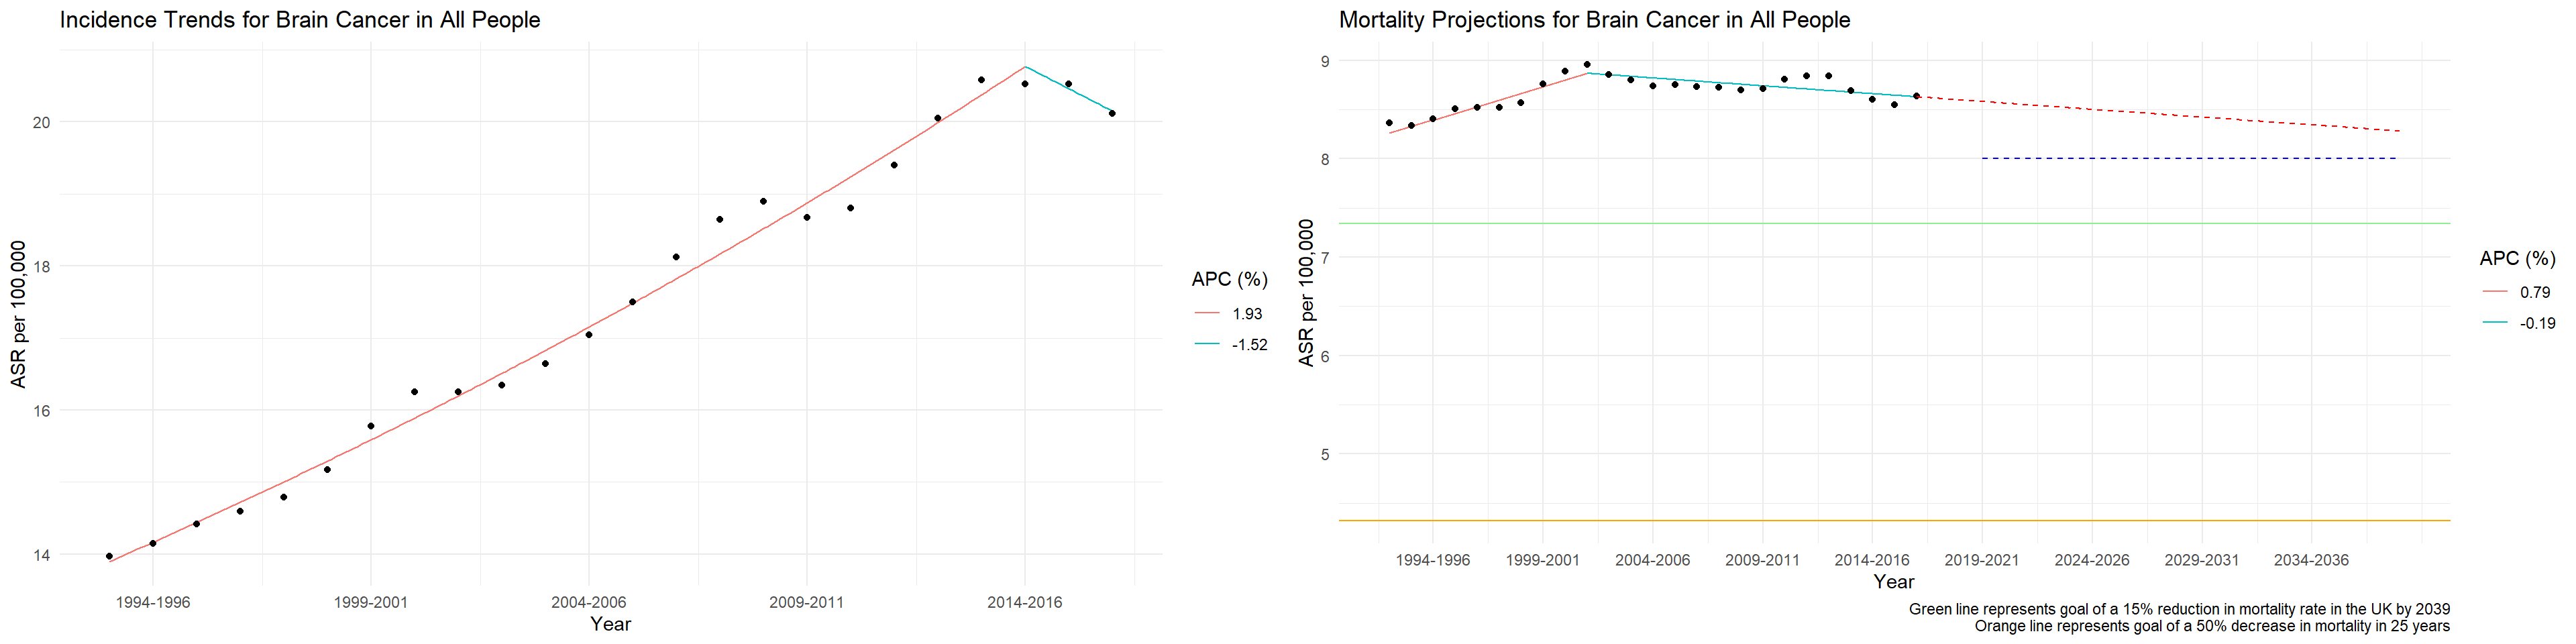 Incidence Trends for Brain Cancer in All People
ASR per 100,000
20
18
16
14
1994-1996
1999-2001
2004-2006
2009-2011
2014-2016
Year
APC (%)
1.93
-1.52
Mortality Projections for Brain Cancer in All People
ASR per 100,000
9
8
7
6
5
1994-1996
1999-2001
2004-2006
2009-2011
2014-2016
2019-2021
2024-2026
2029-2031
2034-2036
Year
APC (%)
0.79
-0.19
Green line represents goal of a 15% reduction in mortality rate in the UK by 2039
Orange line represents goal of a 50% decrease in mortality in 25 years